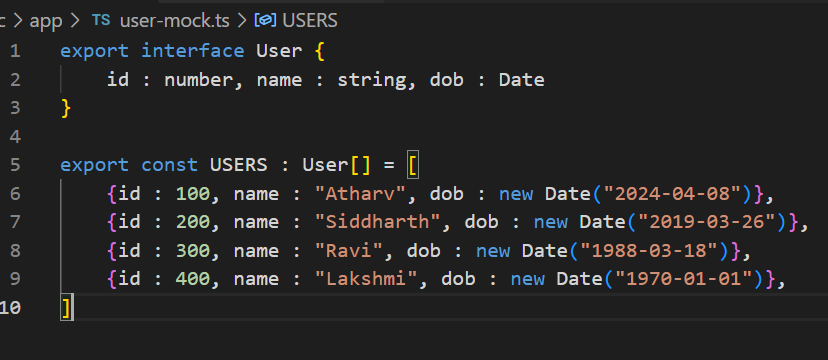 c > app > TS user-mock.ts > USERS
1 export interface User {
2     id : number, name : string, dob : Date
3 }
4
5 export const USERS : User[] = [
6     {id : 100, name : "Atharv", dob : new Date("2024-04-08")},
7     {id : 200, name : "Siddharth", dob : new Date("2019-03-26")},
8     {id : 300, name : "Ravi", dob : new Date("1988-03-18")},
9     {id : 400, name : "Lakshmi", dob : new Date("1970-01-01")},
10 ]